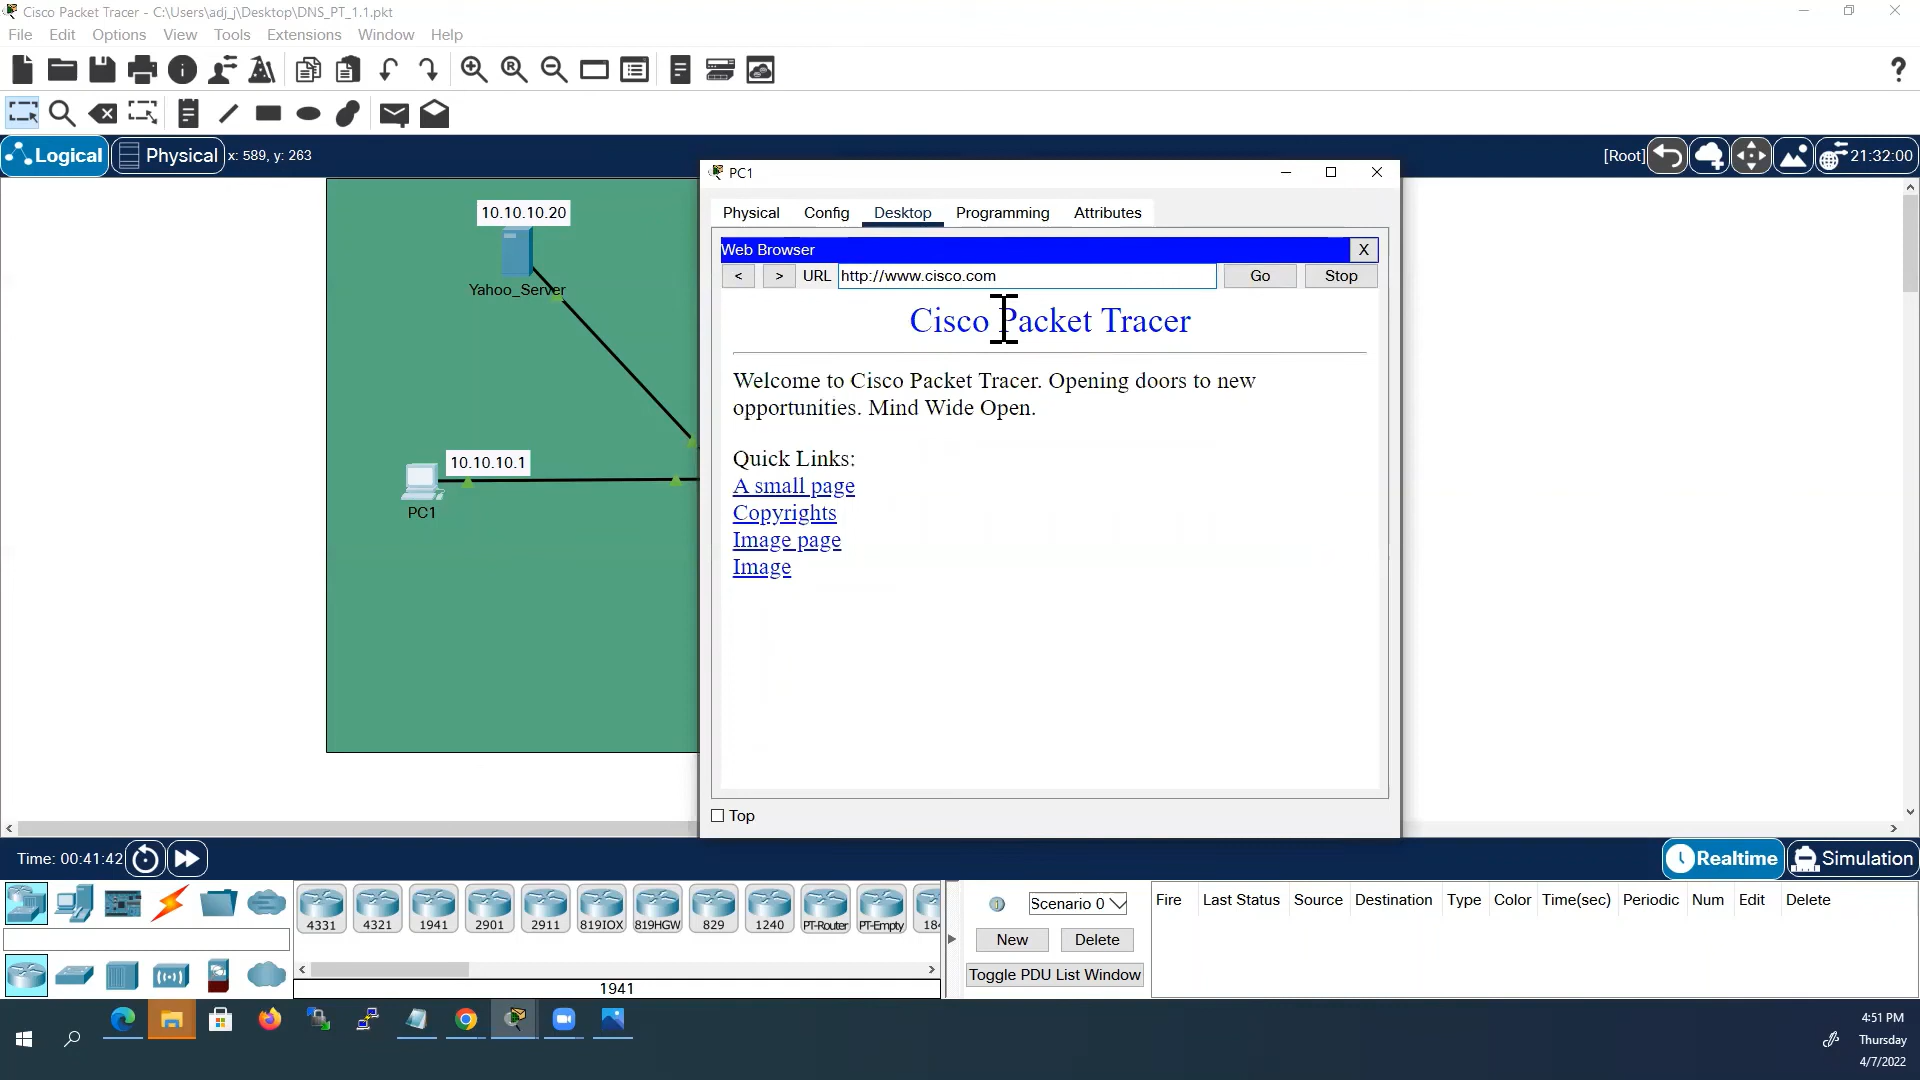 Cisco Packet Tracer - C:\Users\adj_j\Desktop\DNS_PT_1.1.pkt
File Edit Options View Tools Extensions Window Help
Logical Physical x: 589, y: 263 [Root] 21:32:00
10.10.10.20
Yahoo_Server
10.10.10.1
PC1
PC1
Physical Config Desktop Programming Attributes
Web Browser X
< > URL http://www.cisco.com Go Stop
Cisco Packet Tracer
Welcome to Cisco Packet Tracer. Opening doors to new
opportunities. Mind Wide Open.
Quick Links:
A small page
Copyrights
Image page
Image
Top
Time: 00:41:42 Realtime Simulation
4331 4321 1941 2901 2911 819IOX 819HGW 829 1240 PT-Router PT-Empty 184
1941
Scenario 0
New Delete
Toggle PDU List Window
Fire Last Status Source Destination Type Color Time(sec) Periodic Num Edit Delete
4:51 PM
Thursday
4/7/2022